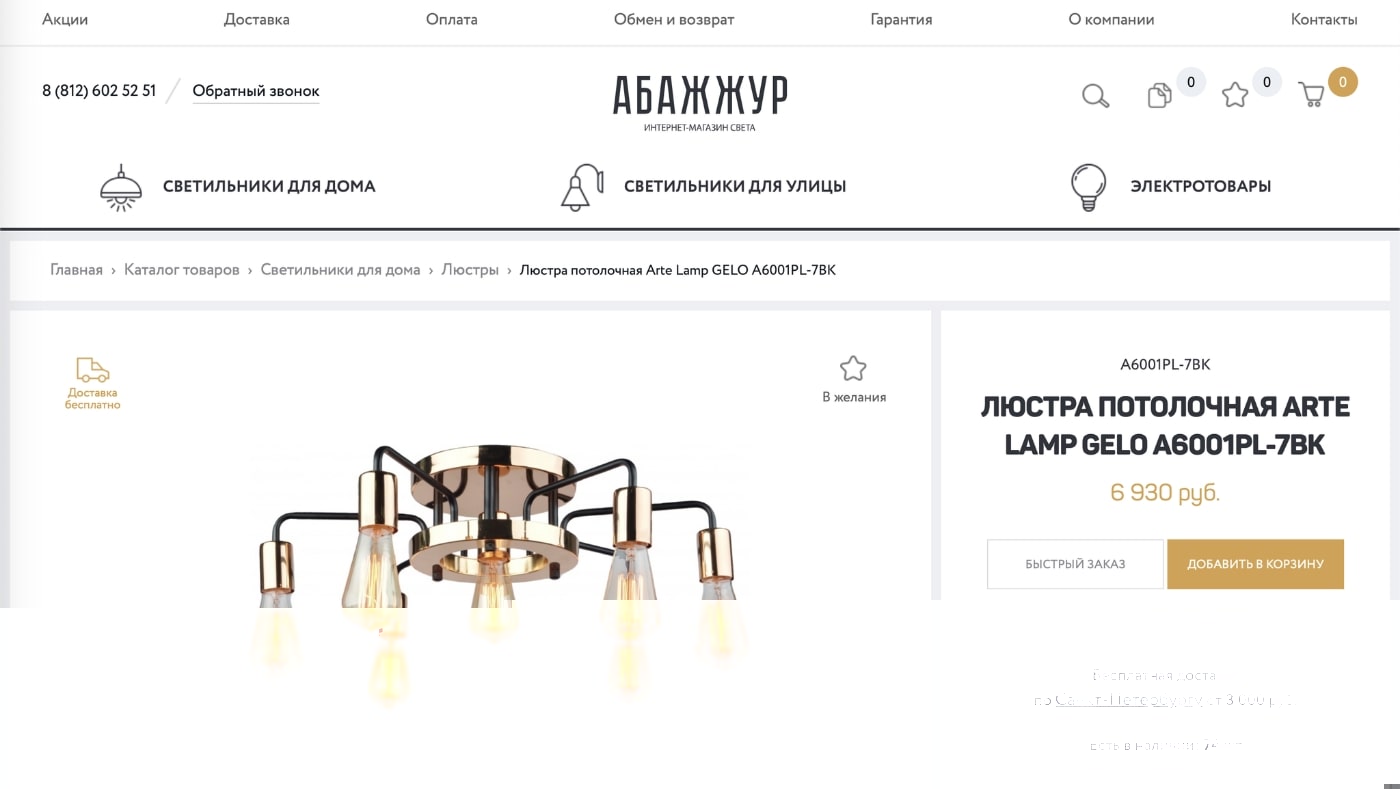 Акции
Доставка
Оплата
Обмен и возврат
Гарантия
О компании
Контакты
8 (812) 602 52 51
Обратный звонок
АБАЖЖУР
ИНТЕРНЕТ-МАГАЗИН СВЕТА
0
0
0
СВЕТИЛЬНИКИ ДЛЯ ДОМА
СВЕТИЛЬНИКИ ДЛЯ УЛИЦЫ
ЭЛЕКТРОТОВАРЫ
Главная › Каталог товаров › Светильники для дома › Люстры › Люстра потолочная Arte Lamp GELO A6001PL-7BK
Доставка
бесплатно
В желания
A6001PL-7BK
ЛЮСТРА ПОТОЛОЧНАЯ ARTE
LAMP GELO A6001PL-7BK
6 930 руб.
БЫСТРЫЙ ЗАКАЗ
ДОБАВИТЬ В КОРЗИНУ